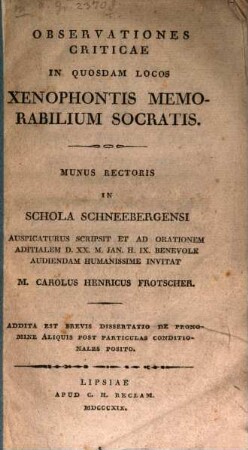 OBSERVATIONES
CRITICAE
IN QUOSDAM LOCOS
XENOPHONTIS MEMO-
RABILIUM SOCRATIS.
MUNUS RECTORIS
IN
SCHOLA SCHNEEBERGENSI
AUSPICATURUS SCRIPSIT ET AD ORATIONEM
ADITIALEM D. XX. M. JAN. H. IX. BENEVOLE
AUDIENDAM HUMANISSIME INVITAT
M. CAROLUS HENRICUS FROTSCHER.
ADDITA EST BREVIS DISSERTATIO DE PRONO-
MINE ALIQUIS POST PARTICULAS CONDITIO-
NALES POSITO.
LIPSIAE
APUD C. H. RECLAM.
MDCCCXIX.